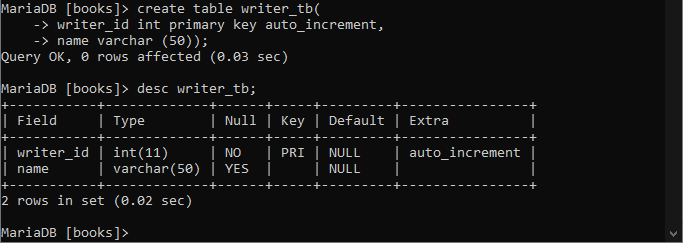 MariaDB [books]> create table writer_tb(
    -> writer_id int primary key auto_increment,
    -> name varchar (50));
Query OK, 0 rows affected (0.03 sec)

MariaDB [books]> desc writer_tb;
+-----------+-------------+------+-----+---------+----------------+
| Field     | Type        | Null | Key | Default | Extra          |
+-----------+-------------+------+-----+---------+----------------+
| writer_id | int(11)     | NO   | PRI | NULL    | auto_increment |
| name      | varchar(50) | YES  |     | NULL    |                |
+-----------+-------------+------+-----+---------+----------------+
2 rows in set (0.02 sec)

MariaDB [books]>